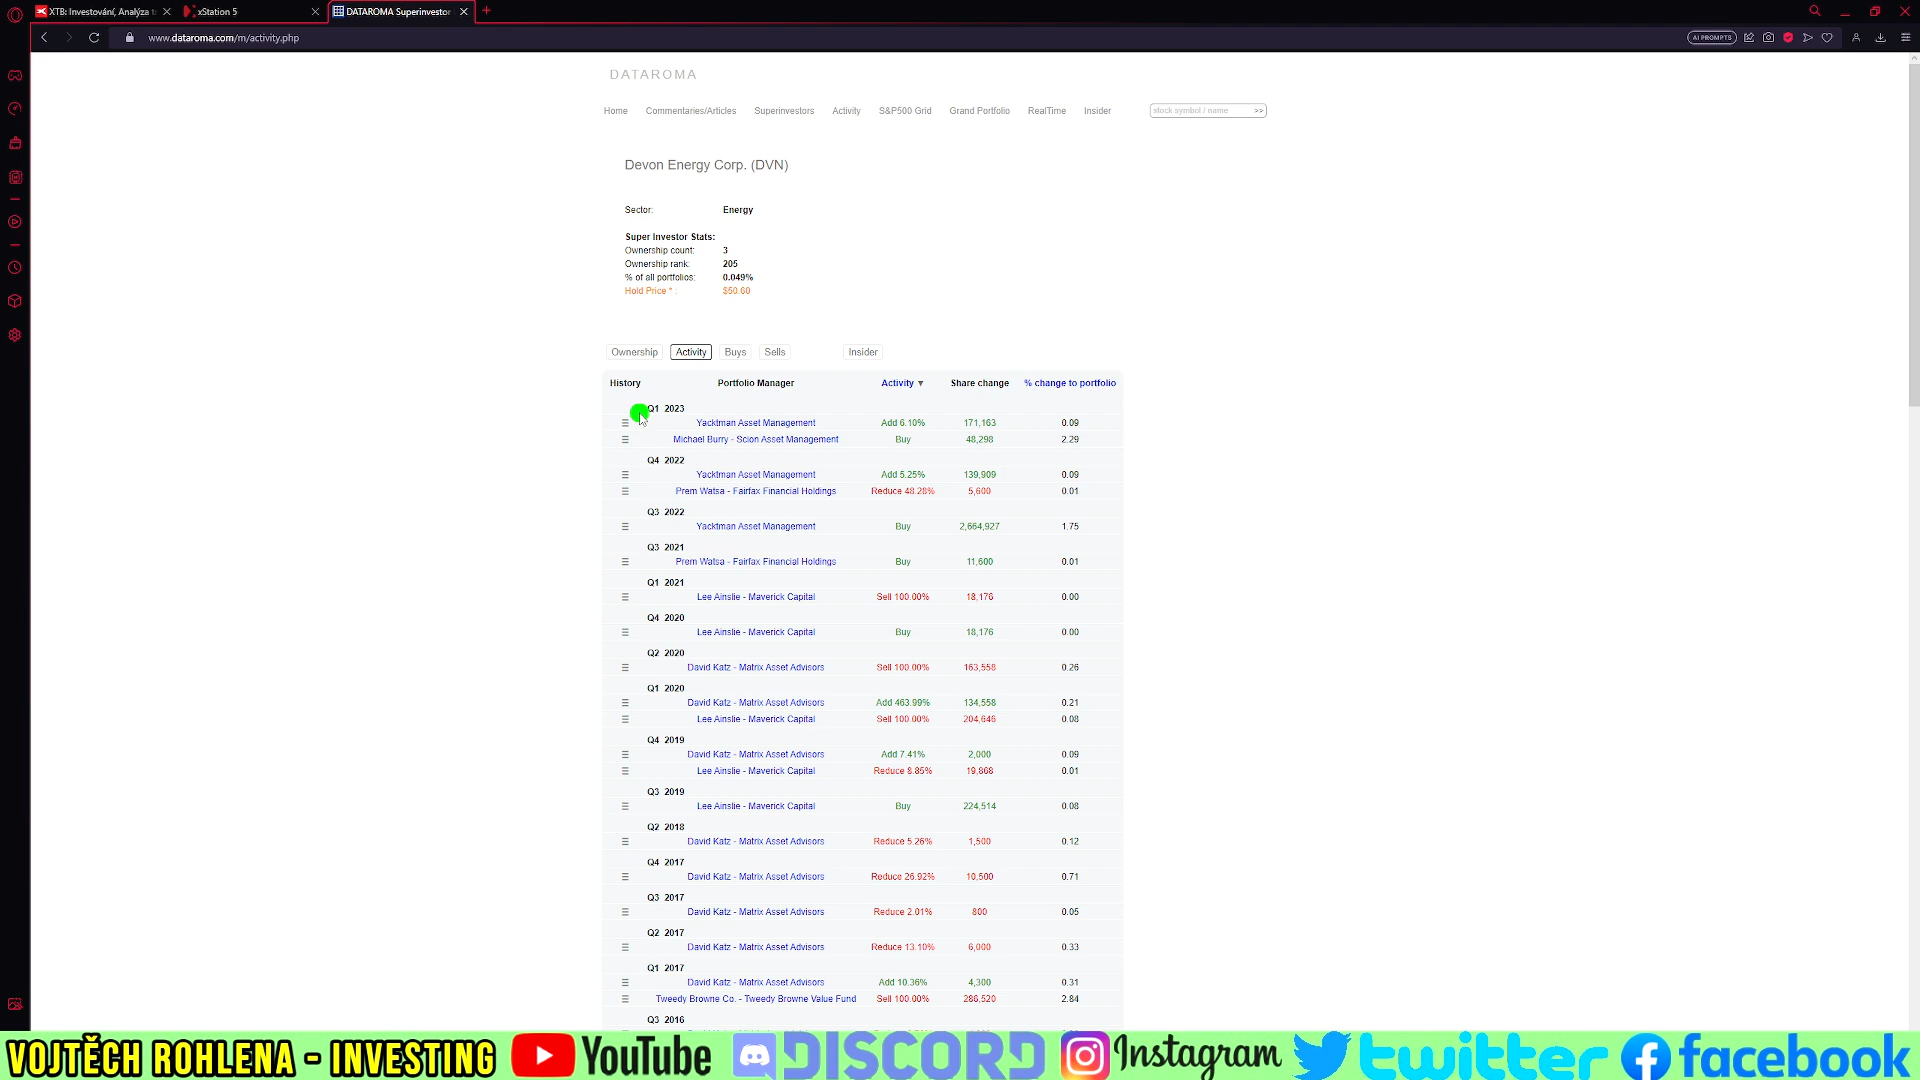 XTB: Investování, Analýza t
xStation 5
DATAROMA Superinvestor
www.dataroma.com/m/activity.php
AI PROMPTS
DATAROMA
Home Commentaries/Articles Superinvestors Activity S&P500 Grid Grand Portfolio RealTime Insider stock symbol / name >>
Devon Energy Corp. (DVN)
Sector: Energy
Super Investor Stats:
Ownership count: 3
Ownership rank: 205
% of all portfolios: 0.049%
Hold Price * : $50.60
Ownership Activity Buys Sells Insider
History Portfolio Manager Activity ▼ Share change % change to portfolio
Q1 2023
Yacktman Asset Management Add 6.10% 171,163 0.09
Michael Burry - Scion Asset Management Buy 48,298 2.29
Q4 2022
Yacktman Asset Management Add 5.25% 139,909 0.09
Prem Watsa - Fairfax Financial Holdings Reduce 48.28% 5,600 0.01
Q3 2022
Yacktman Asset Management Buy 2,664,927 1.75
Q3 2021
Prem Watsa - Fairfax Financial Holdings Buy 11,600 0.01
Q1 2021
Lee Ainslie - Maverick Capital Sell 100.00% 18,176 0.00
Q4 2020
Lee Ainslie - Maverick Capital Buy 18,176 0.00
Q2 2020
David Katz - Matrix Asset Advisors Sell 100.00% 163,558 0.26
Q1 2020
David Katz - Matrix Asset Advisors Add 463.99% 134,558 0.21
Lee Ainslie - Maverick Capital Sell 100.00% 204,646 0.08
Q4 2019
David Katz - Matrix Asset Advisors Add 7.41% 2,000 0.09
Lee Ainslie - Maverick Capital Reduce 8.85% 19,868 0.01
Q3 2019
Lee Ainslie - Maverick Capital Buy 224,514 0.08
Q2 2018
David Katz - Matrix Asset Advisors Reduce 5.26% 1,500 0.12
Q4 2017
David Katz - Matrix Asset Advisors Reduce 26.92% 10,500 0.71
Q3 2017
David Katz - Matrix Asset Advisors Reduce 2.01% 800 0.05
Q2 2017
David Katz - Matrix Asset Advisors Reduce 13.10% 6,000 0.33
Q1 2017
David Katz - Matrix Asset Advisors Add 10.36% 4,300 0.31
Tweedy Browne Co. - Tweedy Browne Value Fund Sell 100.00% 286,520 2.84
Q3 2016
VOJTĚCH ROHLENA - INVESTING YouTube DISCORD Instagram twitter facebook